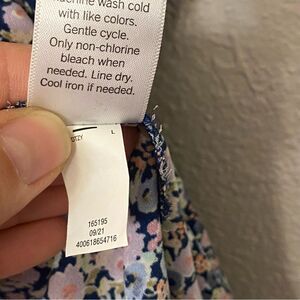 machine wash cold
with like colors.
Gentle cycle.
Only non-chlorine
bleach when
needed. Line dry.
Cool iron if needed.
L
165195
09/21
400618654716